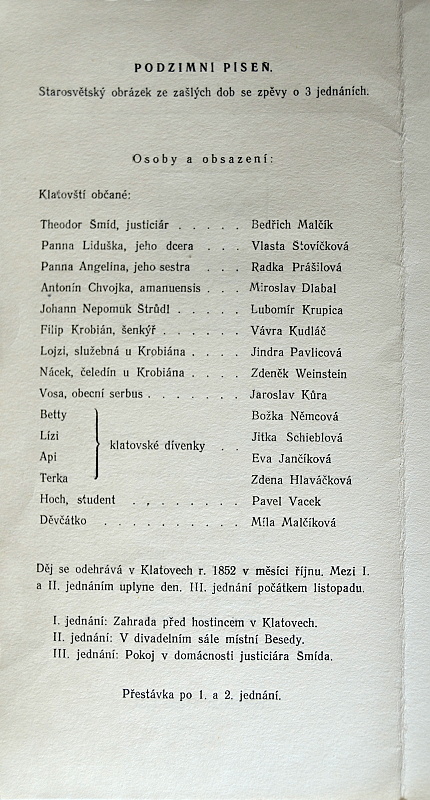 PODZIMNÍ PÍSEŇ.
Starosvětský obrázek ze zašlých dob se zpěvy o 3 jednáních.
Osoby a obsazení:
Klatovští občané:
Theodor Šmíd, justiciár . . . . . Bedřich Malčík
Panna Liduška, jeho dcera . . . Vlasta Štovíčková
Panna Angelina, jeho sestra . . . Radka Prášilová
Antonín Chvojka, amanuensis . . . Miroslav Dlabal
Johann Nepomuk Štrůdl . . . . . Lubomír Krupica
Filip Krobián, šenkýř . . . . . . Vávra Kudláč
Lojzi, služebná u Krobiána . . . . Jindra Pavlicová
Nácek, čeledín u Krobiána . . . . Zdeněk Weinstein
Vosa, obecní serbus . . . . . . . Jaroslav Kůra
Betty Božka Němcová
Lízi Jitka Schieblová
klatovské dívenky . .
Api Eva Jančíková
Terka Zdena Hlaváčková
Hoch, student . . . . . . . . Pavel Vacek
Děvčátko . . . . . . . . . . Míla Malčíková
Děj se odehrává v Klatovech r. 1852 v měsíci říjnu. Mezi I.
a II. jednáním uplyne den. III. jednání počátkem listopadu.
I. jednání: Zahrada před hostincem v Klatovech.
II. jednání: V divadelním sále místní Besedy.
III. jednání: Pokoj v domácnosti justiciára Šmída.
Přestávka po 1. a 2. jednání.